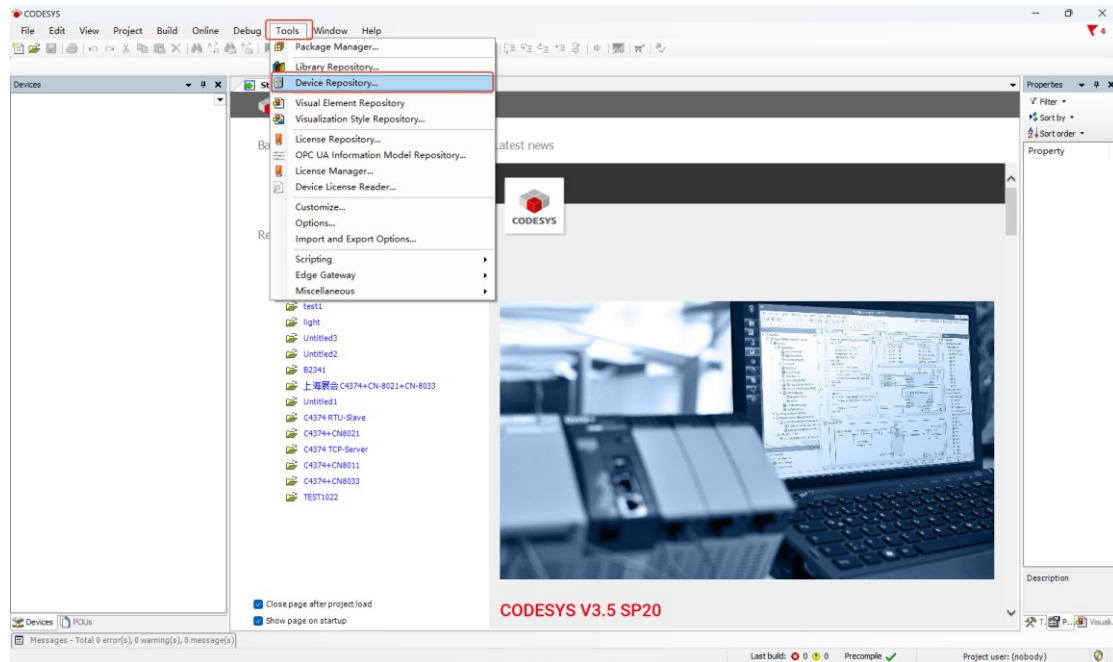 CODESYS
File Edit View Project Build Online Debug Tools Window Help
4
Devices
Properties
Package Manager...
Library Repository...
Device Repository...
Visual Element Repository
Visualization Style Repository...
License Repository...
OPC UA Information Model Repository...
License Manager...
Device License Reader...
Customize...
Options...
Import and Export Options...
Scripting
Edge Gateway
Miscellaneous
St
Ba
Re
test1
light
Untitled3
Untitled2
B2341
上海展会C4374+CN-8021+CN-8033
Untitled1
C4374 RTU-Slave
C4374+CN8021
C4374 TCP-Server
C4374+CN8011
C4374+CN8033
TEST1022
Close page after project load
Show page on startup
Latest news
CODESYS
CODESYS V3.5 SP20
Filter
Sort by
Sort order
Property
Description
Devices POUs
T. P... Visuali...
Messages - Total 0 error(s), 0 warning(s), 0 message(s)
Last build: 0 0 Precompile Project user: (nobody)